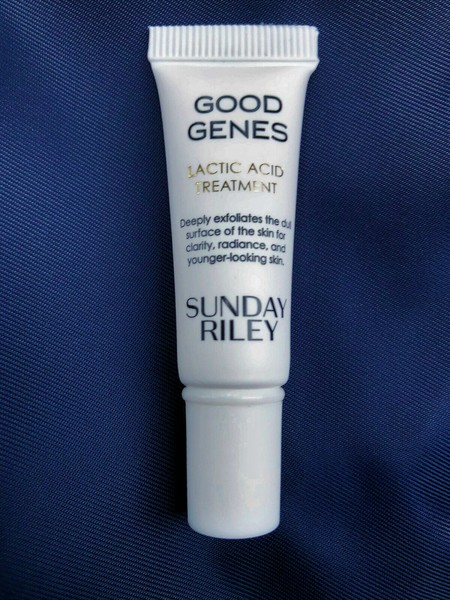 GOOD
GENES
LACTIC ACID
TREATMENT
Deeply exfoliates the dull
surface of the skin for
clarity, radiance, and
younger-looking skin.
SUNDAY
RILEY